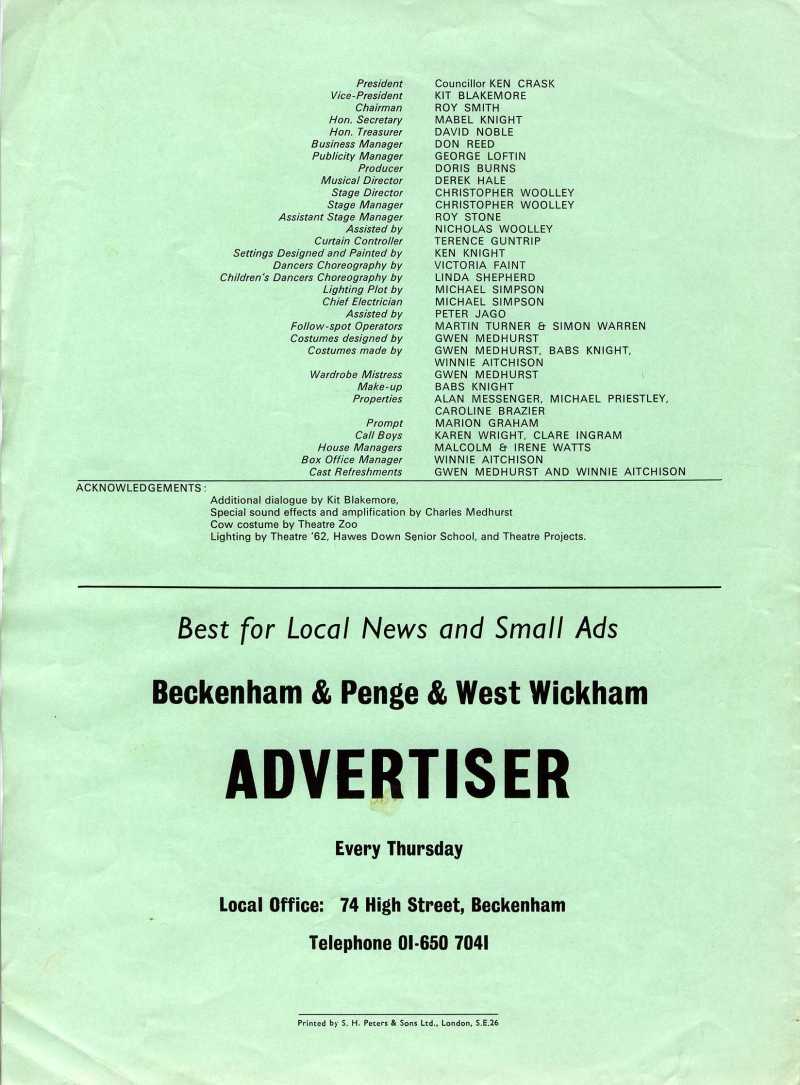 President Councillor KEN CRASK
Vice-President KIT BLAKEMORE
Chairman ROY SMITH
Hon. Secretary MABEL KNIGHT
Hon. Treasurer DAVID NOBLE
Business Manager DON REED
Publicity Manager GEORGE LOFTIN
Producer DORIS BURNS
Musical Director DEREK HALE
Stage Director CHRISTOPHER WOOLLEY
Stage Manager CHRISTOPHER WOOLLEY
Assistant Stage Manager ROY STONE
Assisted by NICHOLAS WOOLLEY
Curtain Controller TERENCE GUNTRIP
Settings Designed and Painted by KEN KNIGHT
Dancers Choreography by VICTORIA FAINT
Children's Dancers Choreography by LINDA SHEPHERD
Lighting Plot by MICHAEL SIMPSON
Chief Electrician MICHAEL SIMPSON
Assisted by PETER JAGO
Follow-spot Operators MARTIN TURNER & SIMON WARREN
Costumes designed by GWEN MEDHURST
Costumes made by GWEN MEDHURST, BABS KNIGHT,
WINNIE AITCHISON
Wardrobe Mistress GWEN MEDHURST
Make-up BABS KNIGHT
Properties ALAN MESSENGER, MICHAEL PRIESTLEY,
CAROLINE BRAZIER
Prompt MARION GRAHAM
Call Boys KAREN WRIGHT, CLARE INGRAM
House Managers MALCOLM & IRENE WATTS
Box Office Manager WINNIE AITCHISON
Cast Refreshments GWEN MEDHURST AND WINNIE AITCHISON
ACKNOWLEDGEMENTS:
Additional dialogue by Kit Blakemore,
Special sound effects and amplification by Charles Medhurst
Cow costume by Theatre Zoo
Lighting by Theatre '62, Hawes Down Senior School, and Theatre Projects.
Best for Local News and Small Ads
Beckenham & Penge & West Wickham
ADVERTISER
Every Thursday
Local Office: 74 High Street, Beckenham
Telephone 01-650 7041
Printed by S. H. Peters & Sons Ltd., London, S.E.26